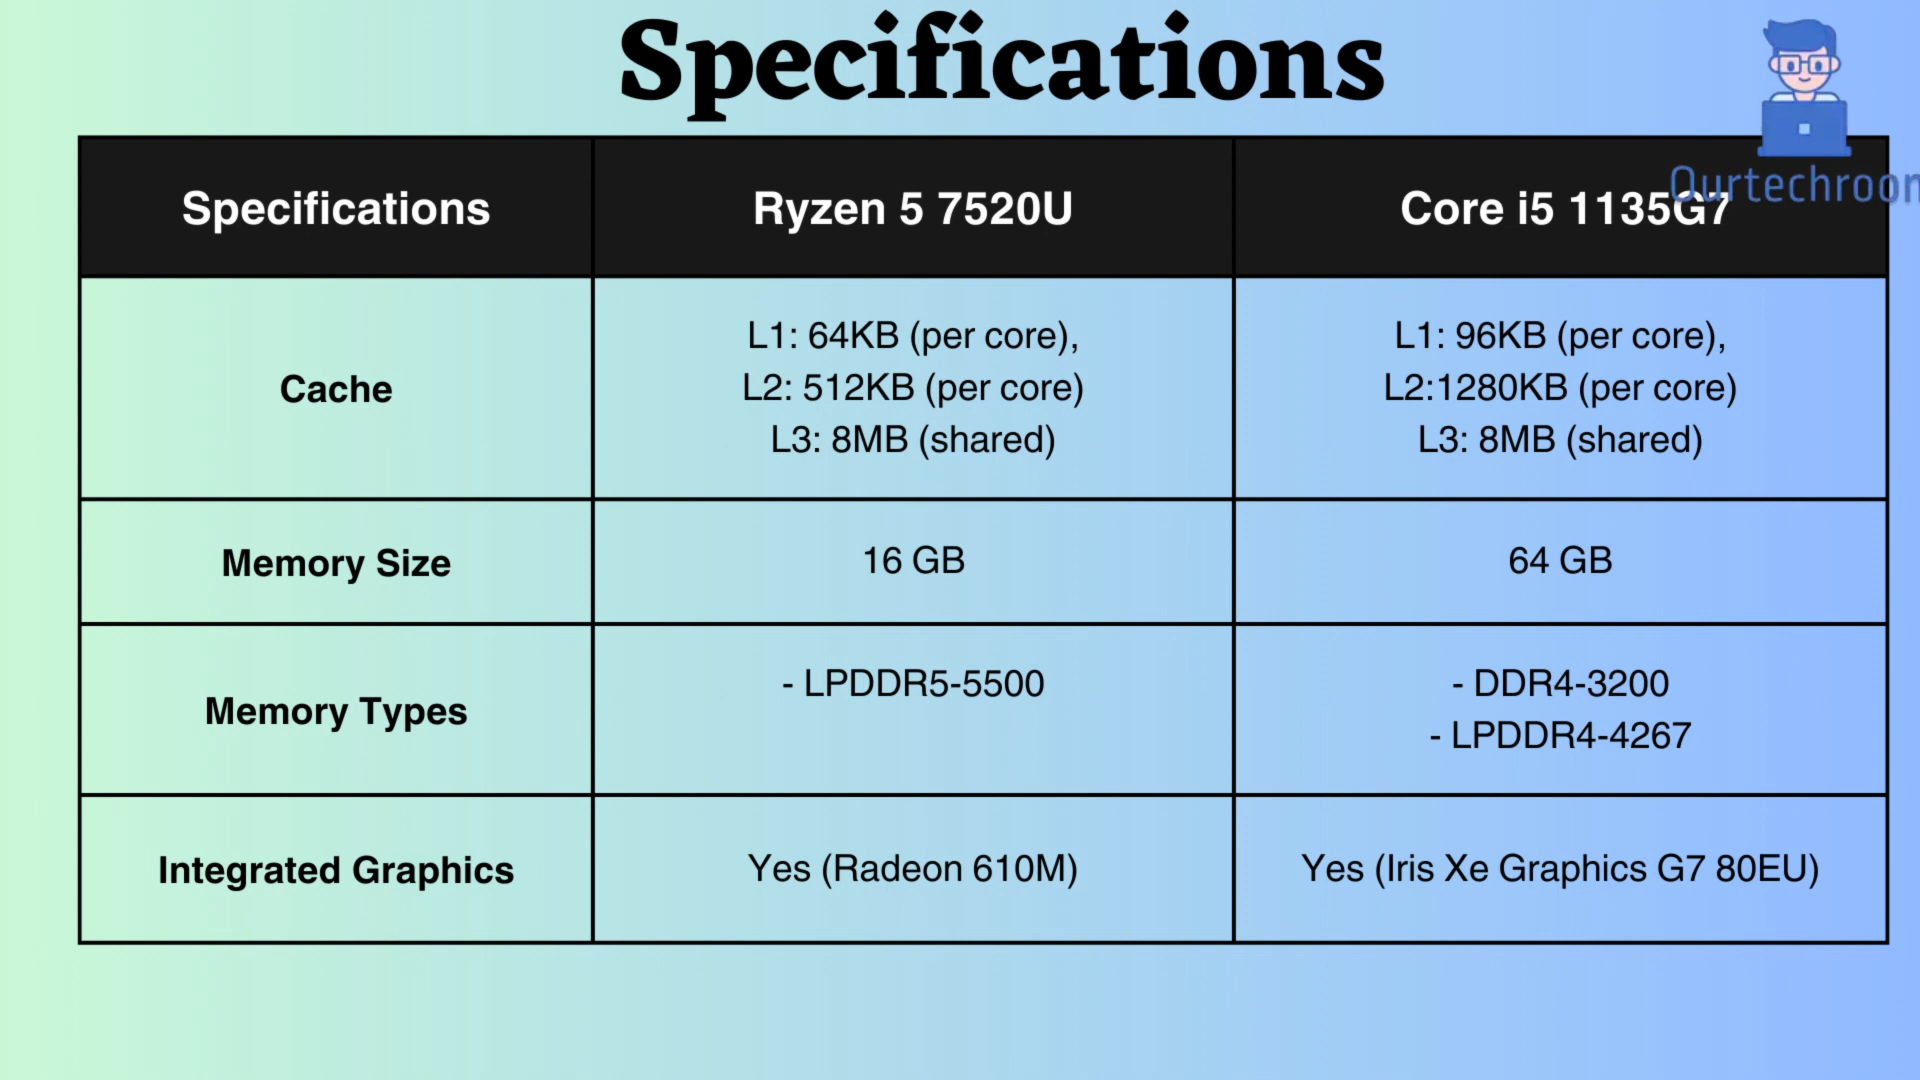 Specifications
Ourtechroom
Specifications
Ryzen 5 7520U
Core i5 1135G7
Cache
L1: 64KB (per core),
L2: 512KB (per core)
L3: 8MB (shared)
L1: 96KB (per core),
L2:1280KB (per core)
L3: 8MB (shared)
Memory Size
16 GB
64 GB
Memory Types
- LPDDR5-5500
- DDR4-3200
- LPDDR4-4267
Integrated Graphics
Yes (Radeon 610M)
Yes (Iris Xe Graphics G7 80EU)